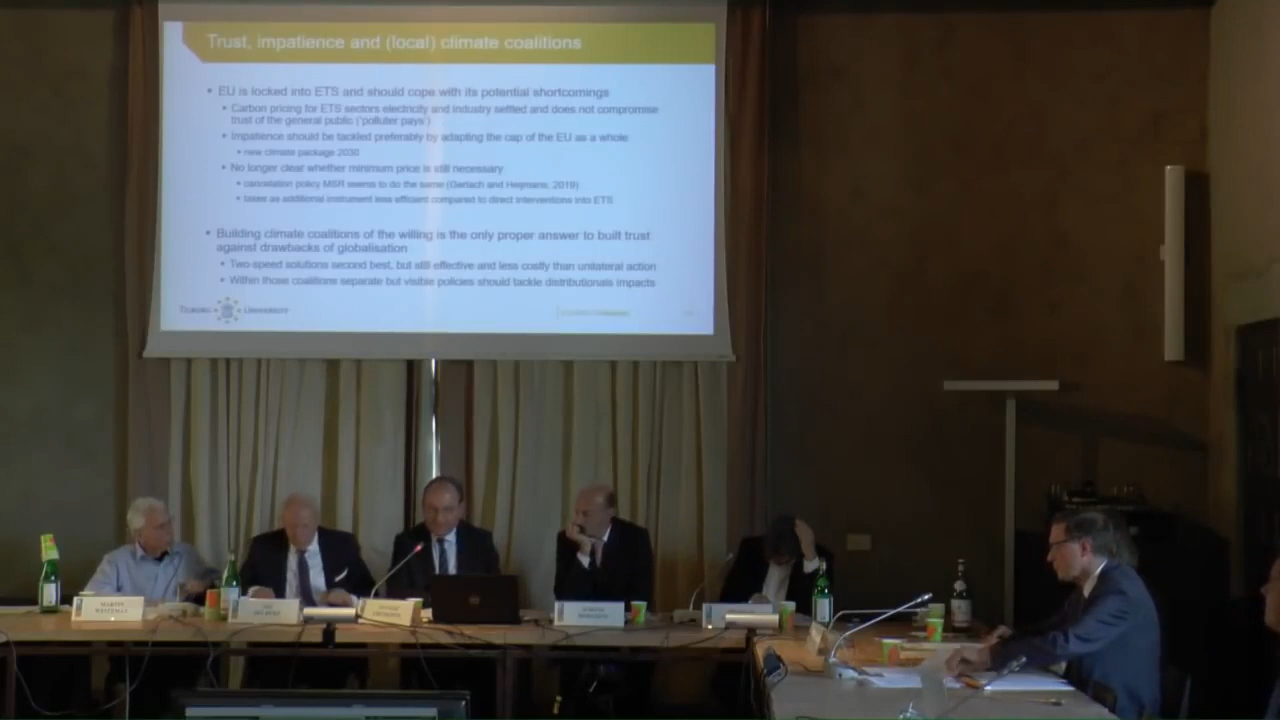 Trust, impatience and (local) climate coalitions
• EU is locked into ETS and should cope with its potential shortcomings
• Carbon pricing for ETS sectors electricity and industry settled and does not compromise
trust of the general public ('polluter pays')
• Impatience should be tackled preferably by adapting the cap of the EU as a whole
• new climate package 2030
• No longer clear whether minimum price is still necessary
• cancelation policy MSR seems to do the same (Gerlach and Heijmans, 2019)
• taxes as additional instrument less efficient compared to direct interventions into ETS
• Building climate coalitions of the willing is the only proper answer to built trust
against drawbacks of globalisation
• Two-speed solutions second best, but still effective and less costly than unilateral action
• Within those coalitions separate but visible policies should tackle distributionals impacts
TILBURG UNIVERSITY
MARTIN
WEITZMAN